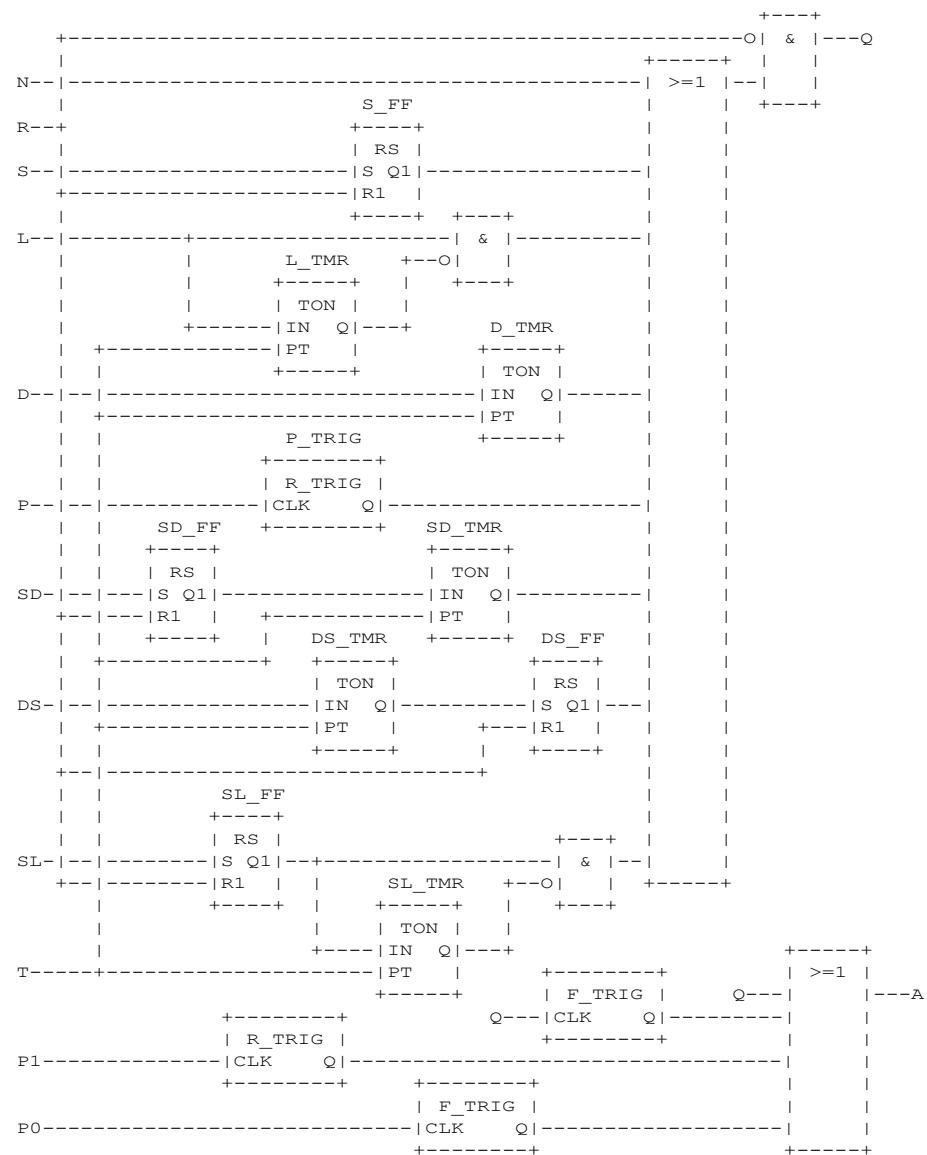 & Q
N >=1
S_FF
R
RS
S S Q1
R1
L &
L_TMR
TON
IN Q D_TMR
PT
TON
D IN Q
PT
P_TRIG
R_TRIG
P CLK Q
SD_FF SD_TMR
RS TON
SD S Q1 IN Q
R1 PT
DS_TMR DS_FF
TON RS
DS IN Q S Q1
PT R1
SL_FF
RS
SL S Q1 &
R1 SL_TMR
TON
IN Q
T PT >=1
F_TRIG Q A
Q CLK Q
R_TRIG
P1 CLK Q
F_TRIG
P0 CLK Q